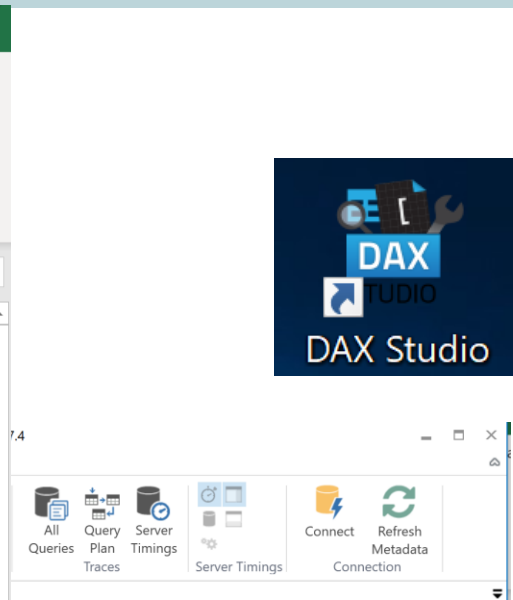 [
DAX
TUDIO
DAX Studio
7.4
All
Queries
Query
Plan
Server
Timings
Traces
Server Timings
Connect
Refresh
Metadata
Connection